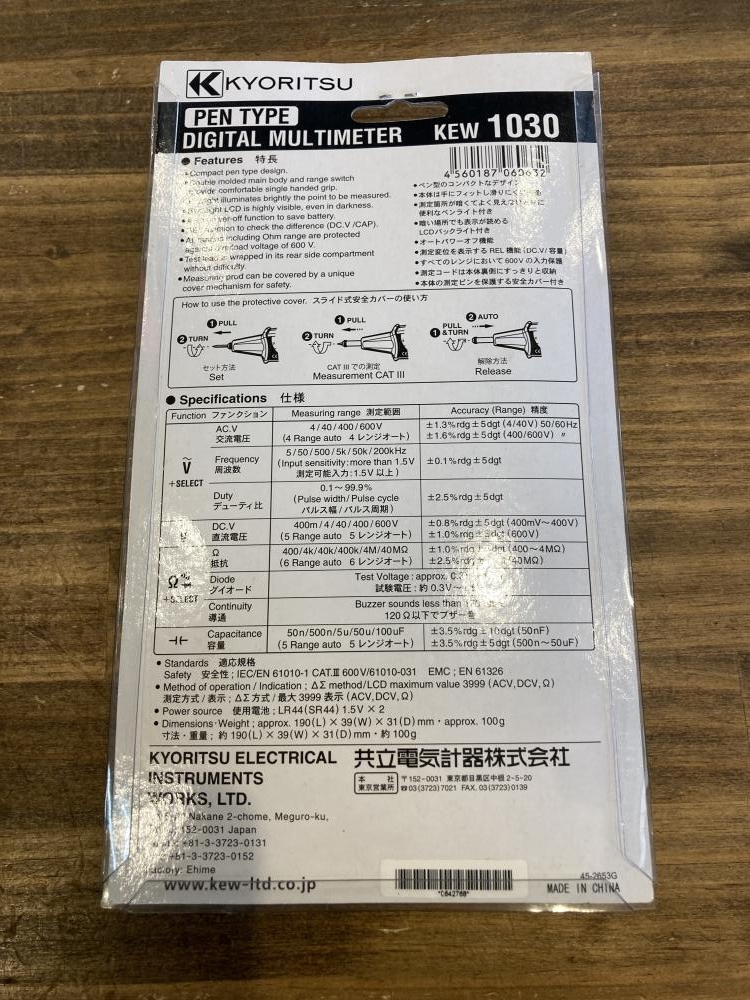 KYORITSU
PEN TYPE
DIGITAL MULTIMETER KEW 1030
4 560187 060632
● Features 特長
Compact pen type design.
molded main body and range switch
comfortable single handed grip.
illuminates brightly the point to be measured.
LCD is highly visible, even in darkness.
off function to save battery.
to check the difference (DC.V /CAP).
including Ohm range are protected
voltage of 600 V.
wrapped in its rear side compartment
without difficulty.
• Measuring prod can be covered by a unique
cover mechanism for safety.
• ペン型のコンパクトなデザイン
• 本体は手にフィットし滑りにくい
• 測定箇所が暗くてよく見えないときに
便利なペンライト付き
• 暗い場所でも表示が読める
LCDバックライト付き
• オートパワーオフ機能
• 測定変位を表示する REL 機能 (DC.V/容量)
• すべてのレンジにおいて 600V の入力保護
• 測定コードは本体裏側にすっきりと収納
• 本体の測定ピンを保護する安全カバー付き
How to use the protective cover. スライド式安全カバーの使い方
1 PULL
2 TURN
セット方法
Set
1 PULL
2 TURN
CAT III での測定
Measurement CAT III
2 AUTO
1 PULL
& TURN
解除方法
Release
● Specifications 仕様
Function ファンクション Measuring range 測定範囲 Accuracy (Range) 精度
Ṽ
+SELECT
AC.V
交流電圧
4/40/400/600V
(4 Range auto 4 レンジオート)
±1.3%rdg±5dgt (4/40V) 50/60Hz
±1.6%rdg±5dgt (400/600V) 〃
Frequency
周波数
5/50/500/5k/50k/200kHz
(Input sensitivity: more than 1.5V
測定可能入力:1.5V以上)
±0.1%rdg±5dgt
Duty
デューティ比
0.1～99.9%
(Pulse width/Pulse cycle
パルス幅/パルス周期)
±2.5%rdg±5dgt
DC.V
直流電圧
400m/4/40/400/600V
(5 Range auto 5 レンジオート)
±0.8%rdg±5dgt (400mV～400V)
±1.0%rdg±5dgt (600V)
Ω
+SELECT
Ω
抵抗
400/4k/40k/400k/4M/40MΩ
(6 Range auto 6 レンジオート)
±1.0%rdg±5dgt (400～4MΩ)
±2.5%rdg (40MΩ)
Diode
ダイオード
Test Voltage: approx.
試験電圧: 約 0.3V～
Continuity
導通
Buzzer sounds less than
120Ω以下でブザー
Capacitance
容量
50n/500n/5u/50u/100uF
(5 Range auto 5 レンジオート)
±3.5%rdg±10dgt (50nF)
±3.5%rdg±5dgt (500n～50uF)
• Standards 適応規格
Safety 安全性; IEC/EN 61010-1 CAT.Ⅲ 600V/61010-031 EMC; EN 61326
• Method of operation / Indication; ΔΣ method/LCD maximum value 3999 (ACV, DCV, Ω)
測定方式/表示; ΔΣ方式/最大 3999 表示 (ACV, DCV, Ω)
• Power source 使用電池; LR44 (SR44) 1.5V × 2
• Dimensions·Weight; approx. 190(L) × 39(W) × 31(D) mm · approx. 100g
寸法・重量; 約190(L) × 39(W) × 31(D) mm · 約100g
KYORITSU ELECTRICAL
INSTRUMENTS
WORKS, LTD.
共立電気計器株式会社
本社
東京営業所
〒152-0031 東京都目黒区中根 2-5-20
☎03(3723)7021 FAX. 03(3723)0139
Nakane 2-chome, Meguro-ku,
152-0031 Japan
+81-3-3723-0131
+81-3-3723-0152
Factory: Ehime
www.kew-ltd.co.jp
45-2653G
MADE IN CHINA